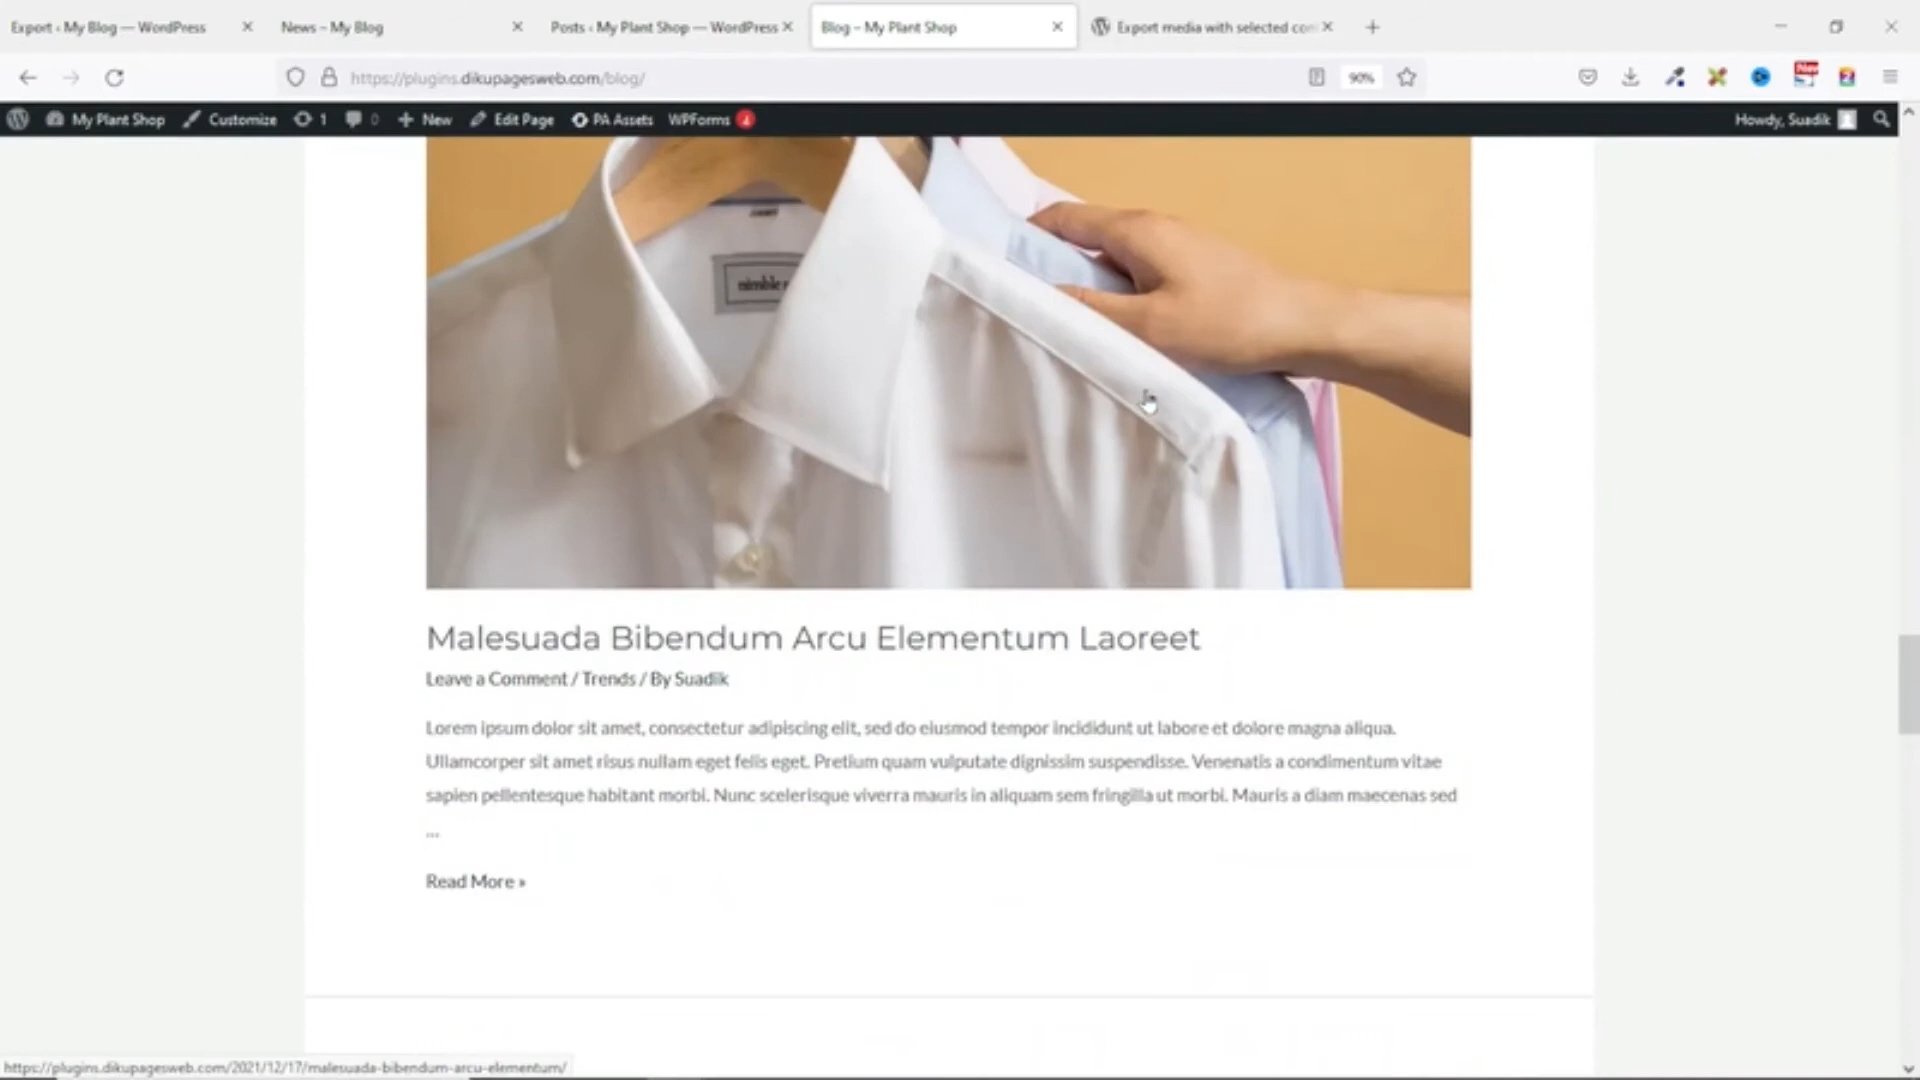 Export ‹ My Blog — WordPress
News – My Blog
Posts ‹ My Plant Shop — WordPress
Blog – My Plant Shop
Export media with selected con
https://plugins.dikupagesweb.com/blog/
90%
New
My Plant Shop
Customize
1
0
New
Edit Page
PA Assets
WPForms
Howdy, Suadik
nimble
Malesuada Bibendum Arcu Elementum Laoreet
Leave a Comment / Trends / By Suadik
Lorem ipsum dolor sit amet, consectetur adipiscing elit, sed do eiusmod tempor incididunt ut labore et dolore magna aliqua.
Ullamcorper sit amet risus nullam eget felis eget. Pretium quam vulputate dignissim suspendisse. Venenatis a condimentum vitae
sapien pellentesque habitant morbi. Nunc scelerisque viverra mauris in aliquam sem fringilla ut morbi. Mauris a diam maecenas sed
...
Read More »
https://plugins.dikupagesweb.com/2021/12/17/malesuada-bibendum-arcu-elementum/